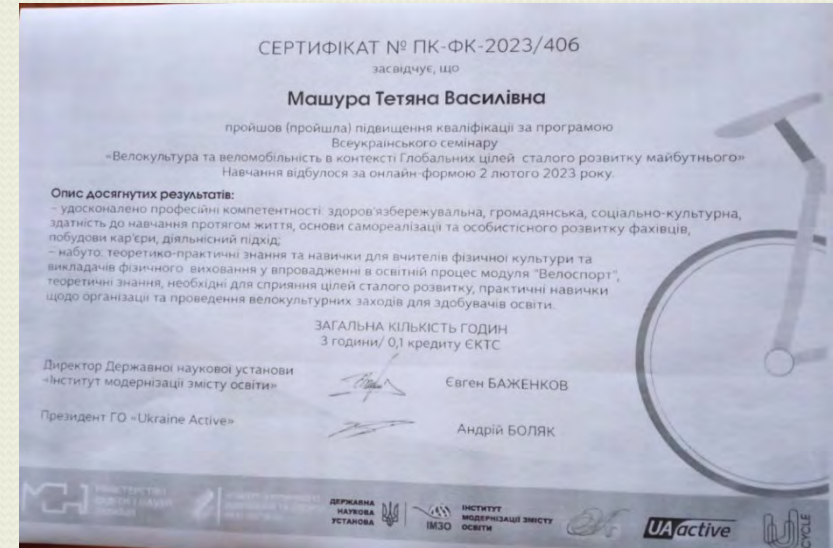 СЕРТИФІКАТ № ПК-ФК-2023/406
засвідчує, що
Машура Тетяна Василівна
пройшов (пройшла) підвищення кваліфікації за програмою
Всеукраїнського семінару
«Велокультура та веломобільність в контексті Глобальних цілей сталого розвитку майбутнього»
Навчання відбулося за онлайн-формою 2 лютого 2023 року.
Опис досягнутих результатів:
– удосконалено професійні компетентності: здоров'язбережувальна, громадянська, соціально-культурна,
здатність до навчання протягом життя, основи самореалізації та особистісного розвитку фахівців,
побудови кар'єри, діяльнісний підхід;
– набуто: теоретико-практичні знання та навички для вчителів фізичної культури та
викладачів фізичного виховання у впровадженні в освітній процес модуля "Велоспорт",
теоретичні знання, необхідні для сприяння цілей сталого розвитку, практичні навички
щодо організації та проведення велокультурних заходів для здобувачів освіти.
ЗАГАЛЬНА КІЛЬКІСТЬ ГОДИН
3 години/ 0,1 кредиту ЄКТС
Директор Державної наукової установи
«Інститут модернізації змісту освіти»
Євген БАЖЕНКОВ
Президент ГО «Ukraine Active»
Андрій БОЛЯК
МІНІСТЕРСТВО
ОСВІТИ І НАУКИ
УКРАЇНИ
ДЕРЖАВНА
НАУКОВА
УСТАНОВА
ІМЗО
ІНСТИТУТ
МОДЕРНІЗАЦІЇ ЗМІСТУ
ОСВІТИ
UAactive
CYCLE